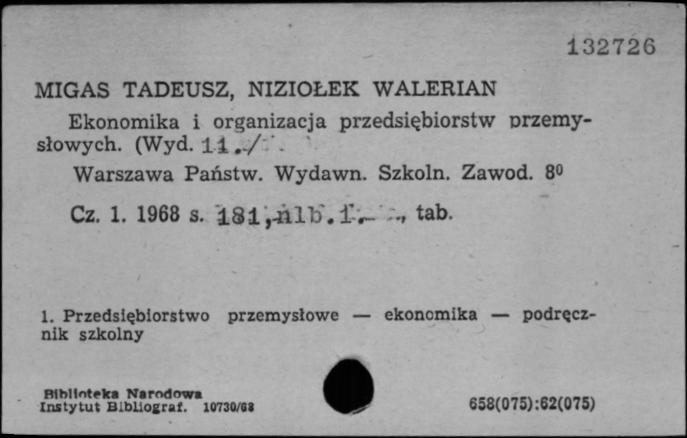 132726
MIGAS TADEUSZ, NIZIOŁEK WALERIAN
Ekonomika i organizacja przedsiębiorstw przemy-
słowych. (Wyd. 11./
Warszawa Państw. Wydawn. Szkoln. Zawod. 8⁰
Cz. 1. 1968 s. 181, nlb. 1. ., tab.
1. Przedsiębiorstwo przemysłowe — ekonomika — podręcz-
nik szkolny
Biblioteka Narodowa
Instytut Bibliograf. 10730/68
658(075):62(075)